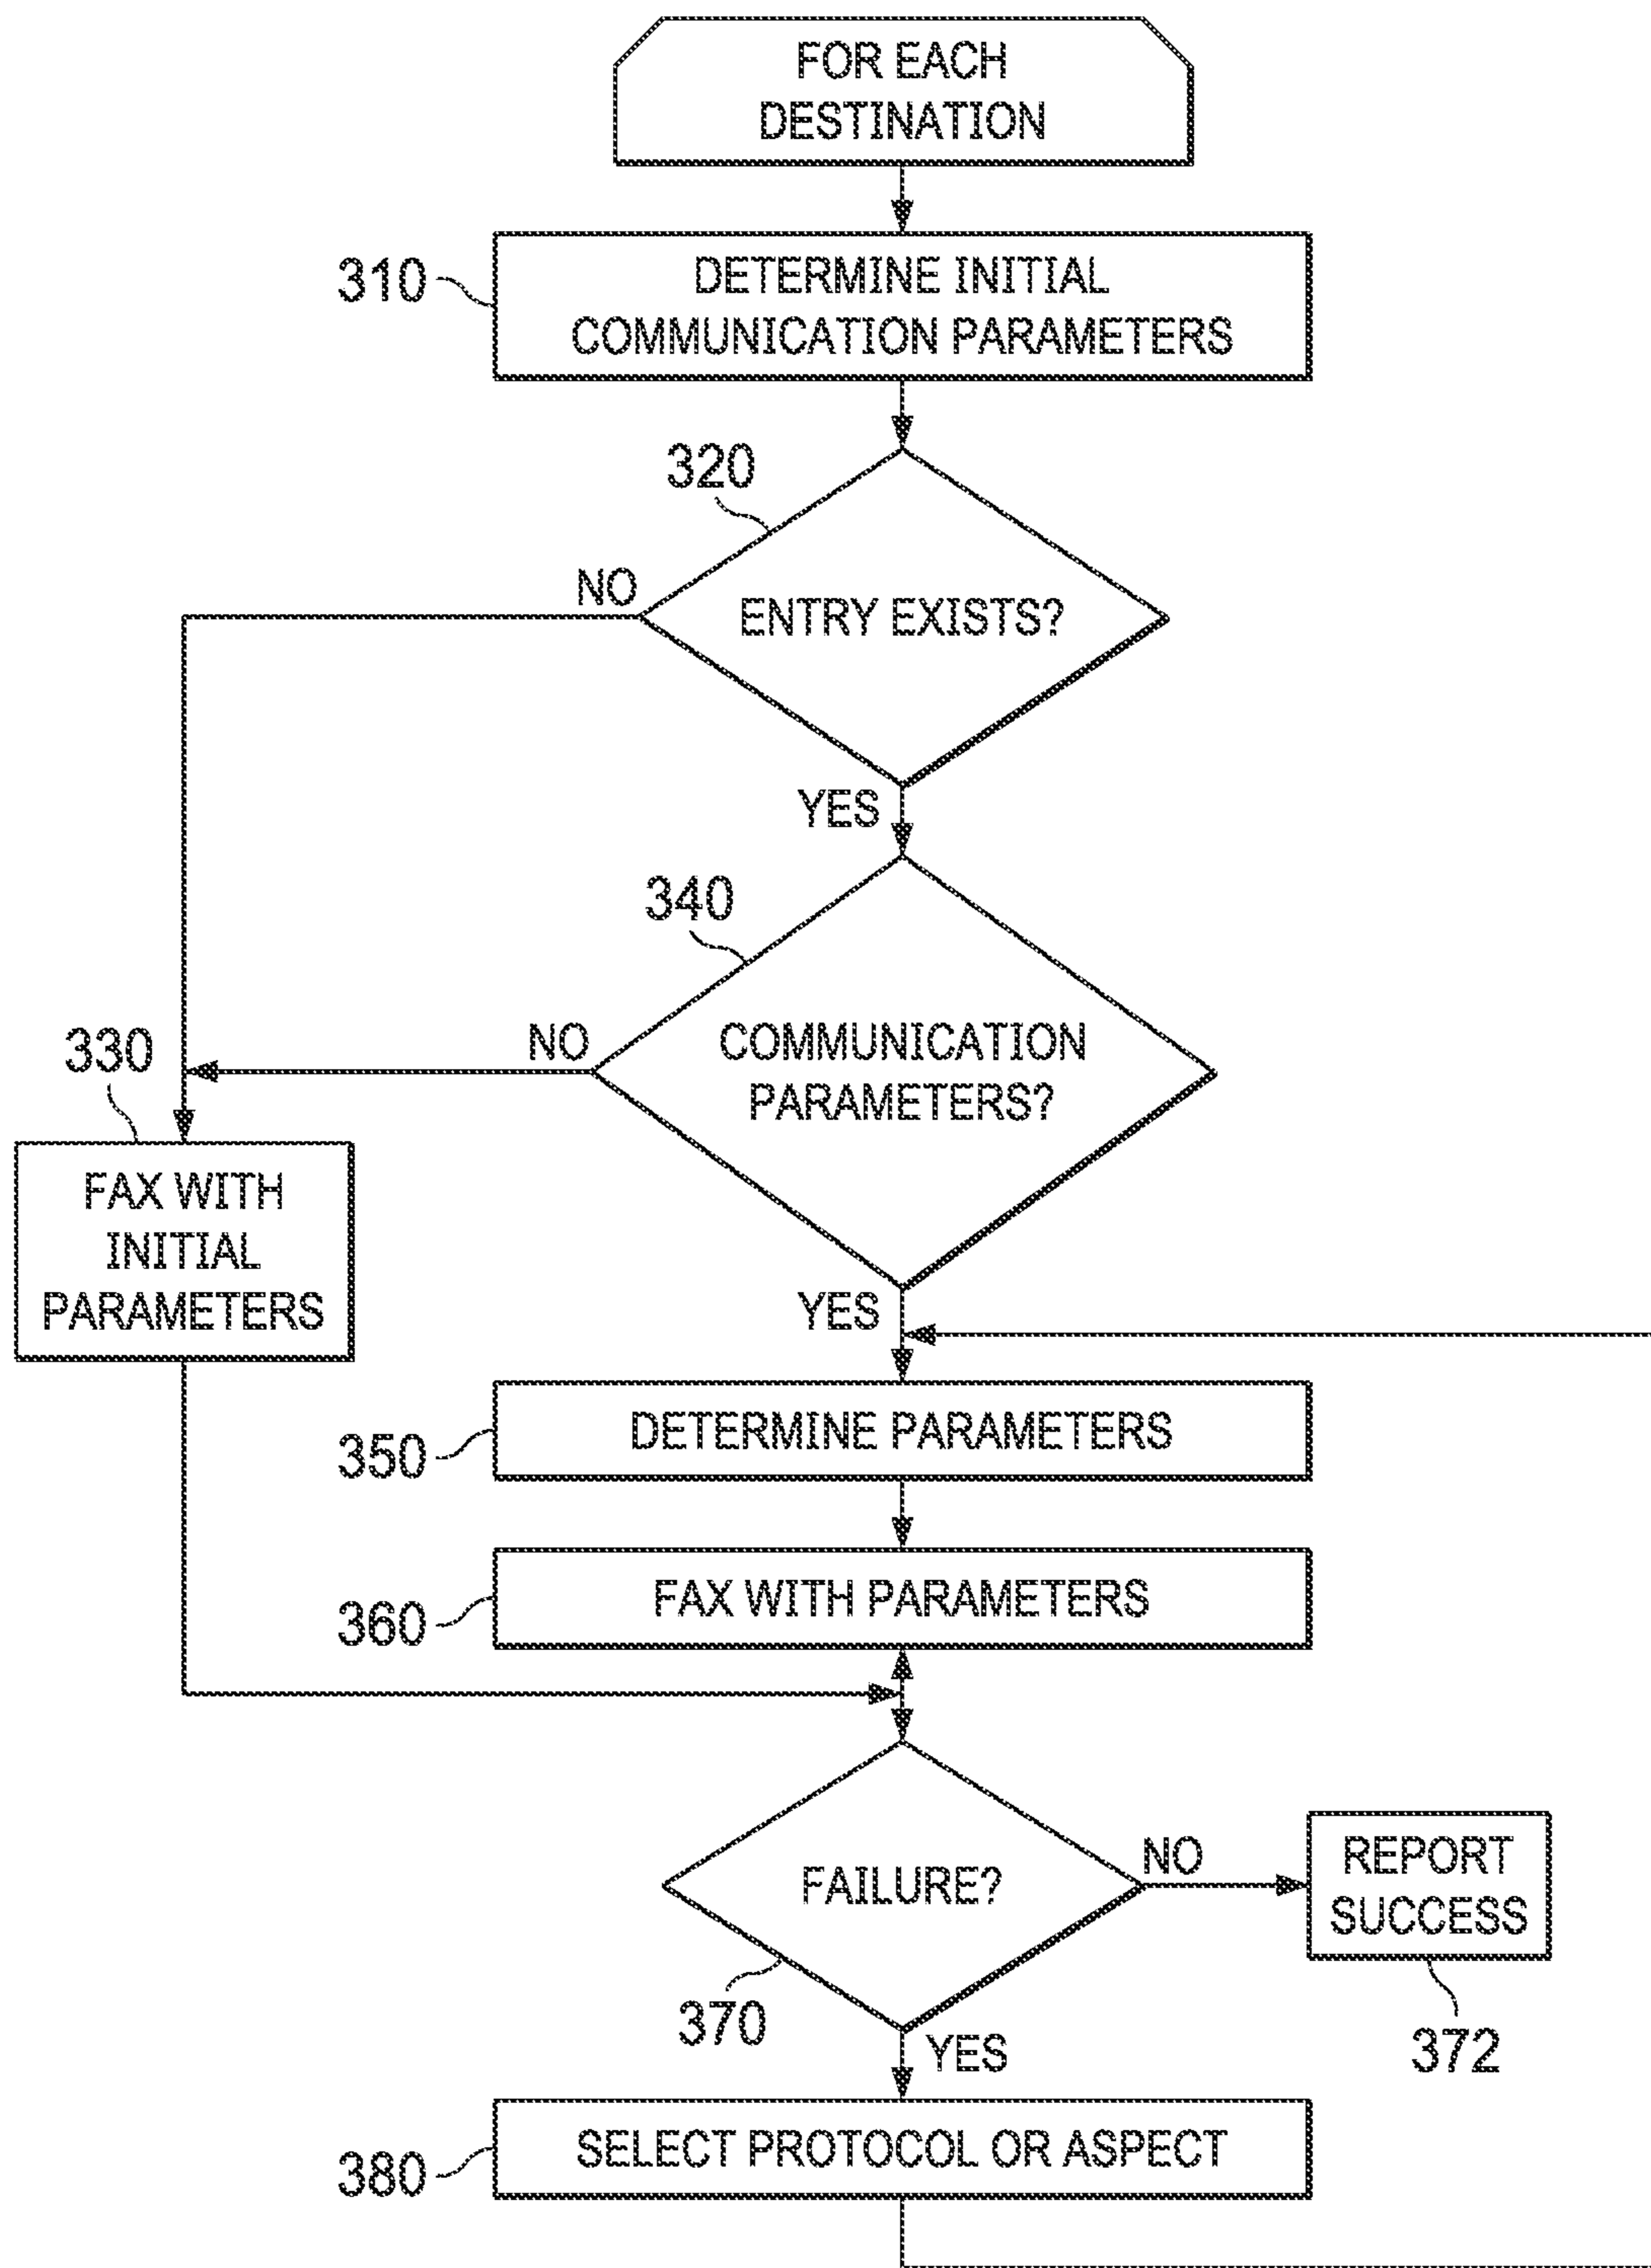 FOR EACH
DESTINATION
310
DETERMINE INITIAL
COMMUNICATION PARAMETERS
320
NO
ENTRY EXISTS?
YES
340
NO
COMMUNICATION
PARAMETERS?
330
FAX WITH
INITIAL
PARAMETERS
YES
350
DETERMINE PARAMETERS
360
FAX WITH PARAMETERS
FAILURE?
NO
REPORT
SUCCESS
370
372
YES
380
SELECT PROTOCOL OR ASPECT